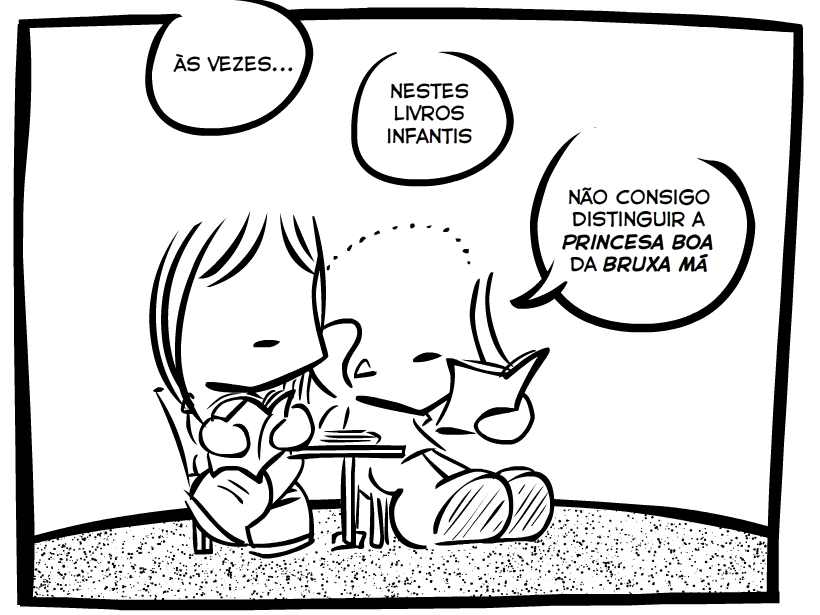 ÀS VEZES...
NESTES
LIVROS
INFANTIS
NÃO CONSIGO
DISTINGUIR A
PRINCESA BOA
DA BRUXA MÁ